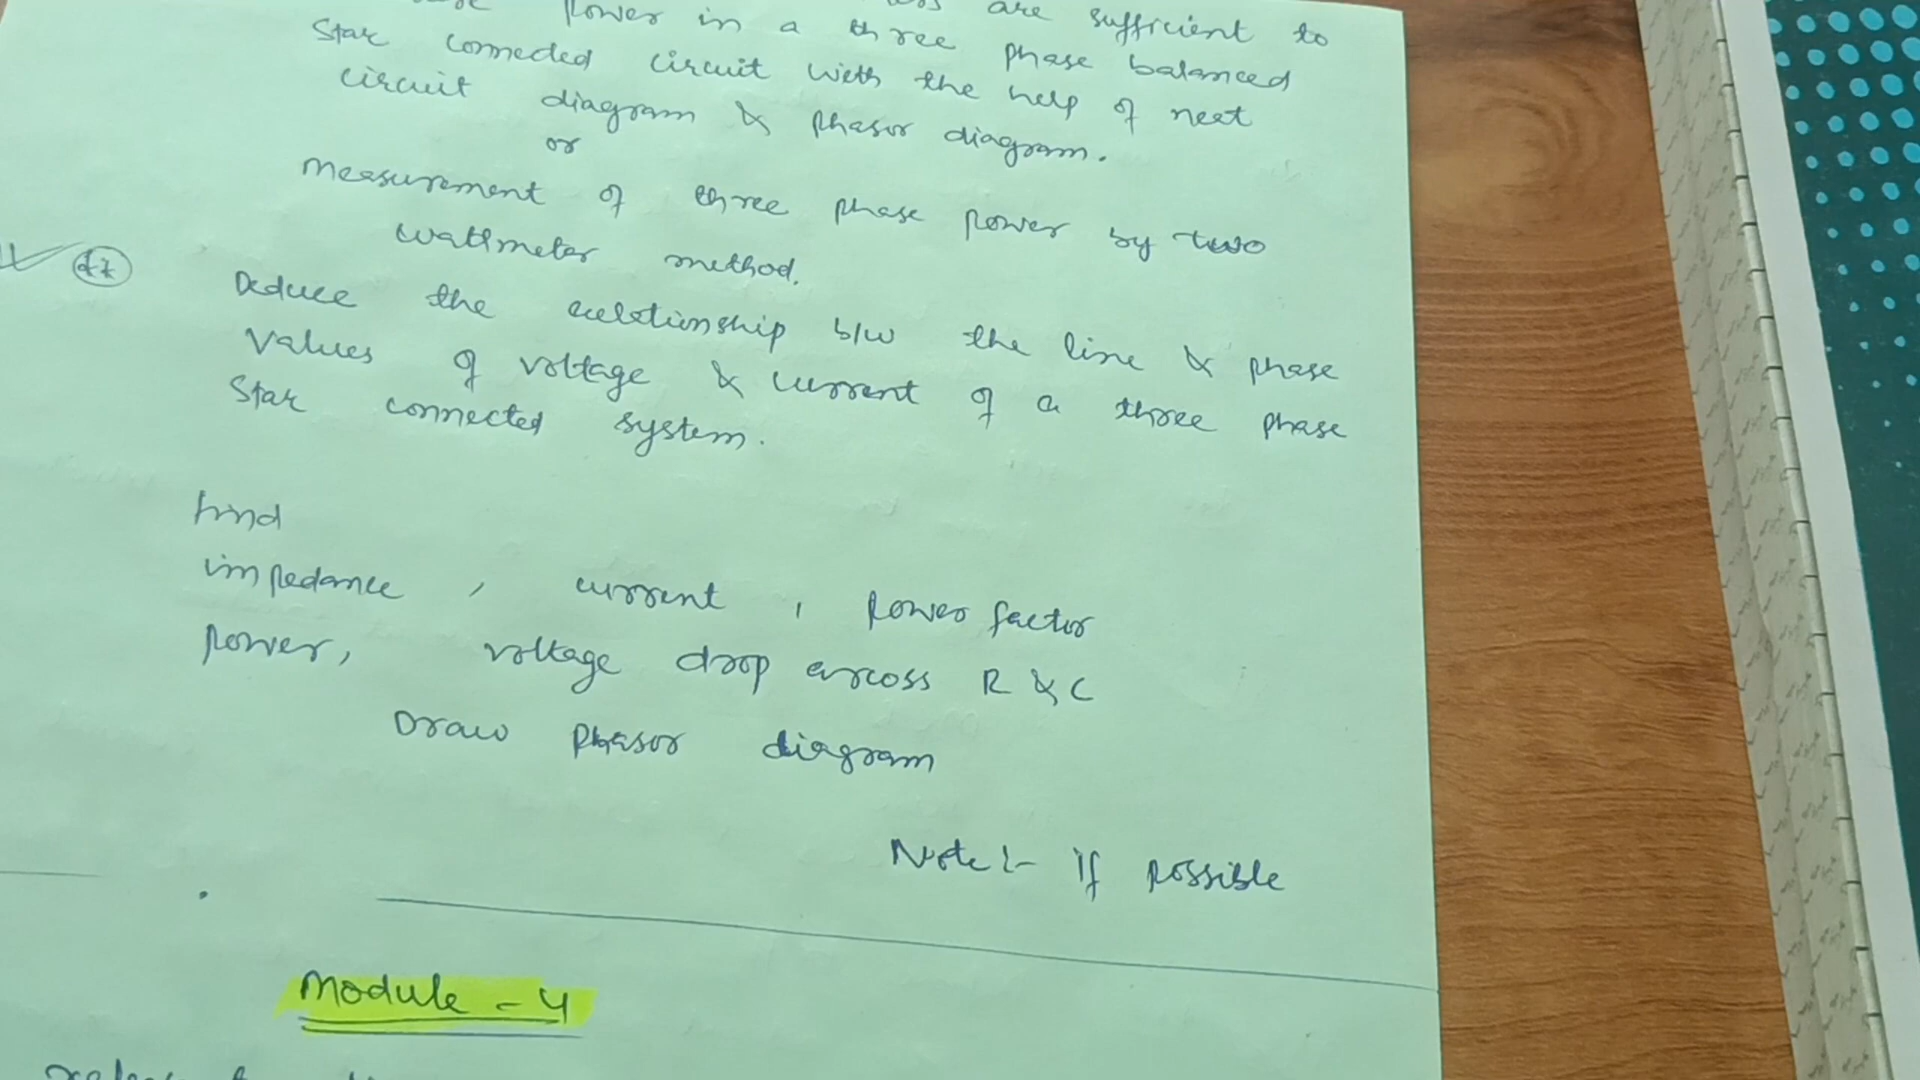 power in a three are sufficient to
Star connected circuit with the phase balanced
circuit diagram & phasor diagram. help of neat
or
Measurement of three phase power by two
wattmeter method.
Deduce the relationship b/w the line & phase
values of voltage & current of a three phase
Star connected system.
find
impedance, current, power factor
power, voltage drop across R & C
Draw phasor diagram
Note:- if possible
Module - 4